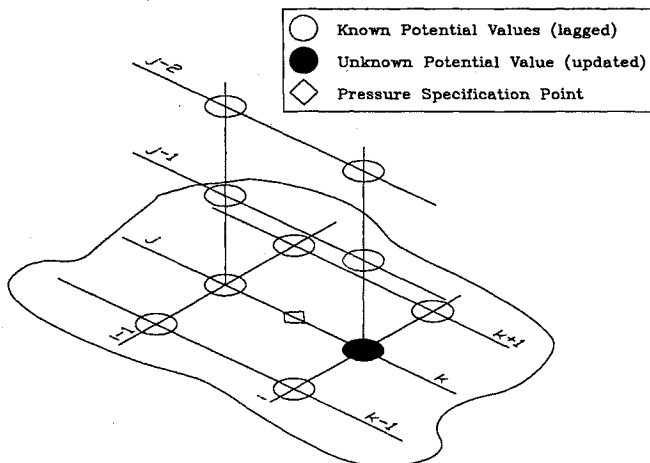 Known Potential Values (lagged)
Unknown Potential Value (updated)
Pressure Specification Point
j-2
j-1
j
k+1
k
k-1